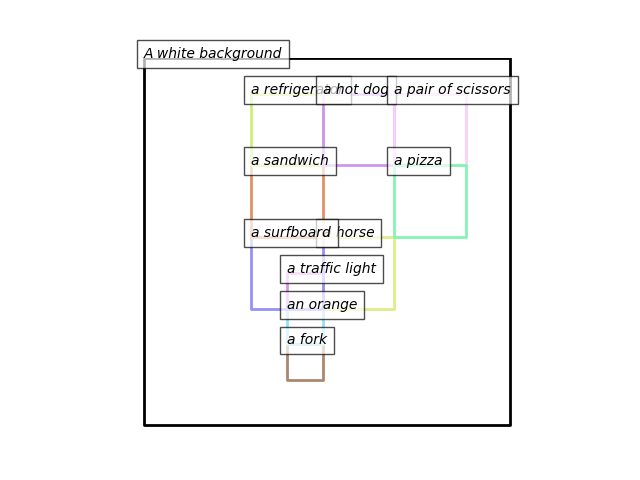 A white background
a refrigerator
a hot dog
a pair of scissors
a sandwich
a pizza
a surfboard
horse
a traffic light
an orange
a fork